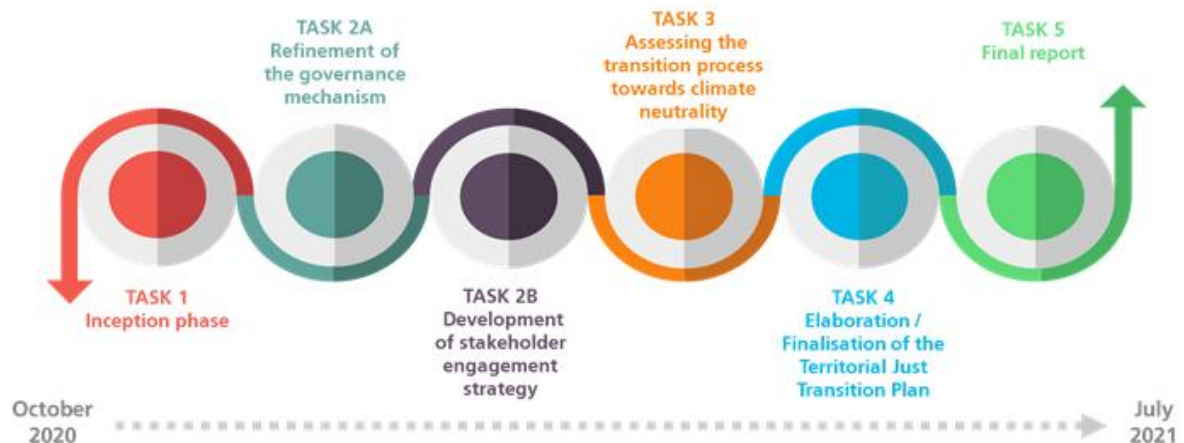 TASK 1
Inception phase
TASK 2A
Refinement of
the governance
mechanism
TASK 2B
Development
of stakeholder
engagement
strategy
TASK 3
Assessing the
transition process
towards climate
neutrality
TASK 4
Elaboration /
Finalisation of the
Territorial Just
Transition Plan
TASK 5
Final report
October
2020
July
2021